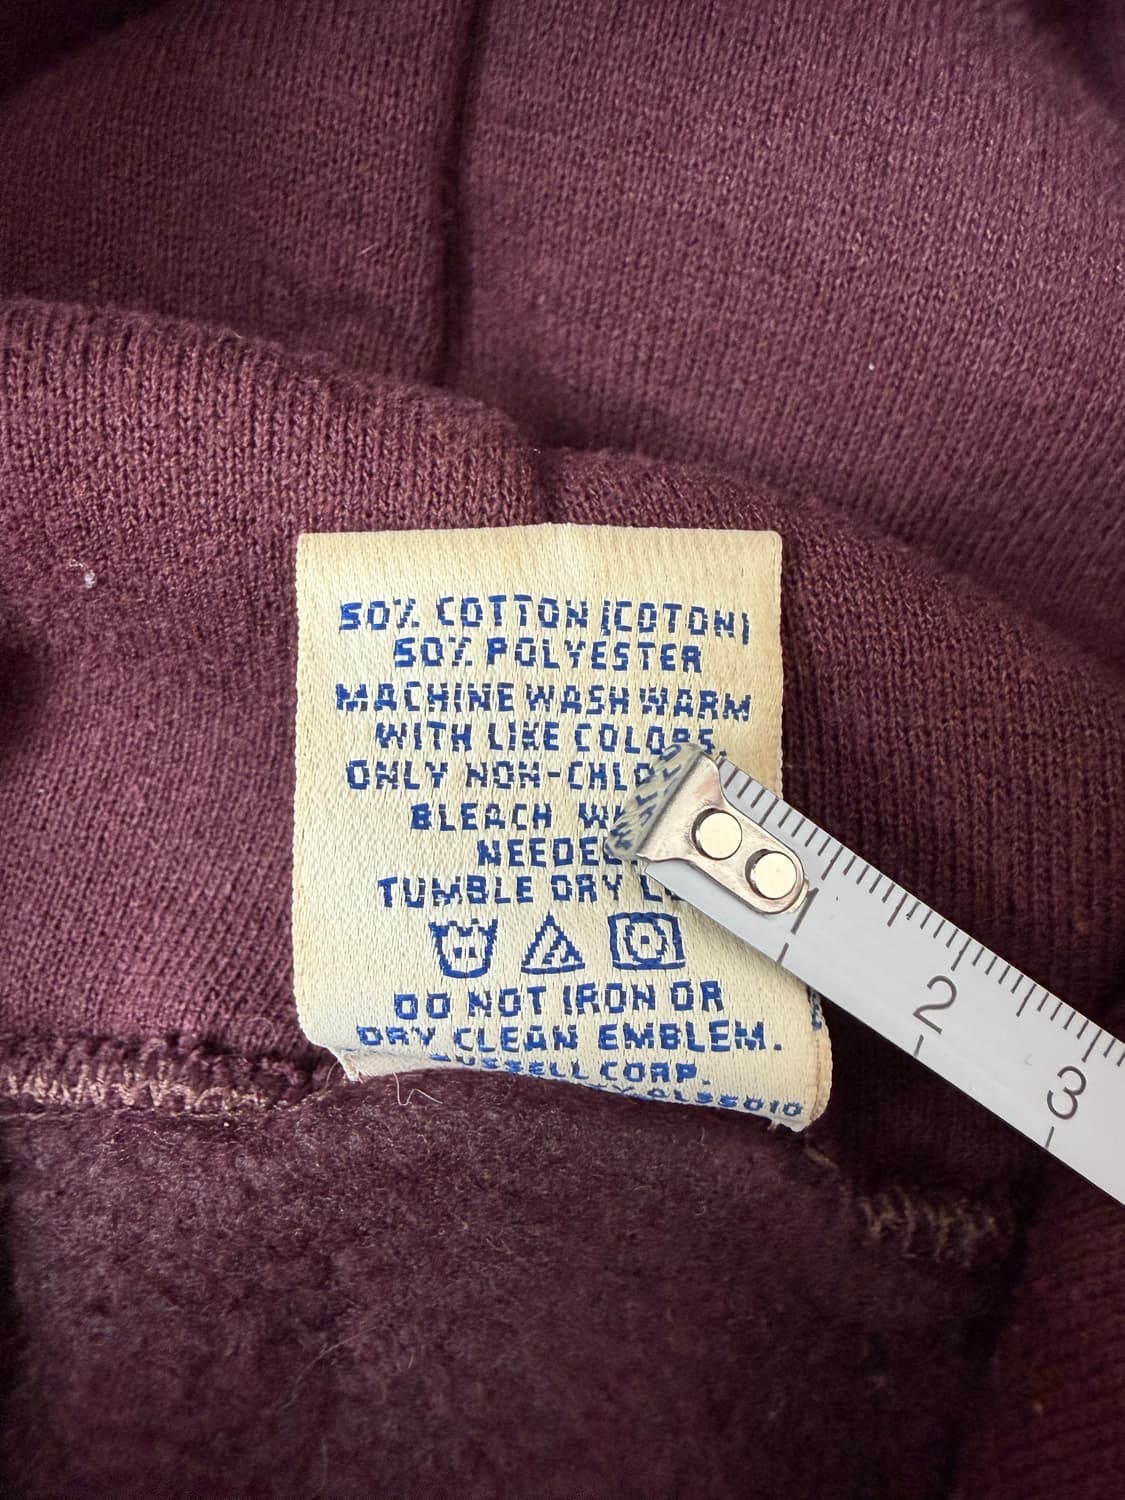 50% COTTON (COTON)
50% POLYESTER
MACHINE WASH WARM
WITH LIKE COLORS,
ONLY NON-CHLO
BLEACH
NEEDED
TUMBLE DRY
DO NOT IRON OR
DRY CLEAN EMBLEM.
CORP.
1
2
3